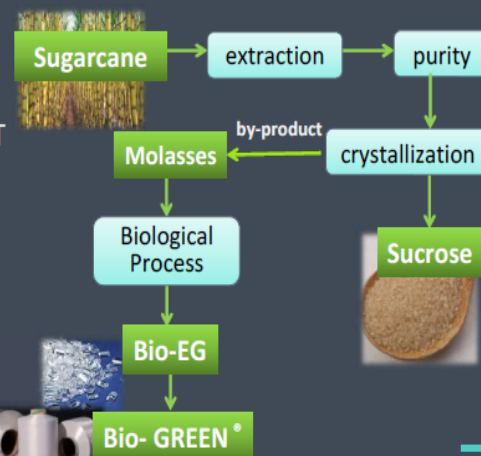 Sugarcane
extraction
purity
by-product
Molasses
crystallization
Biological
Process
Sucrose
Bio-EG
Bio- GREEN®